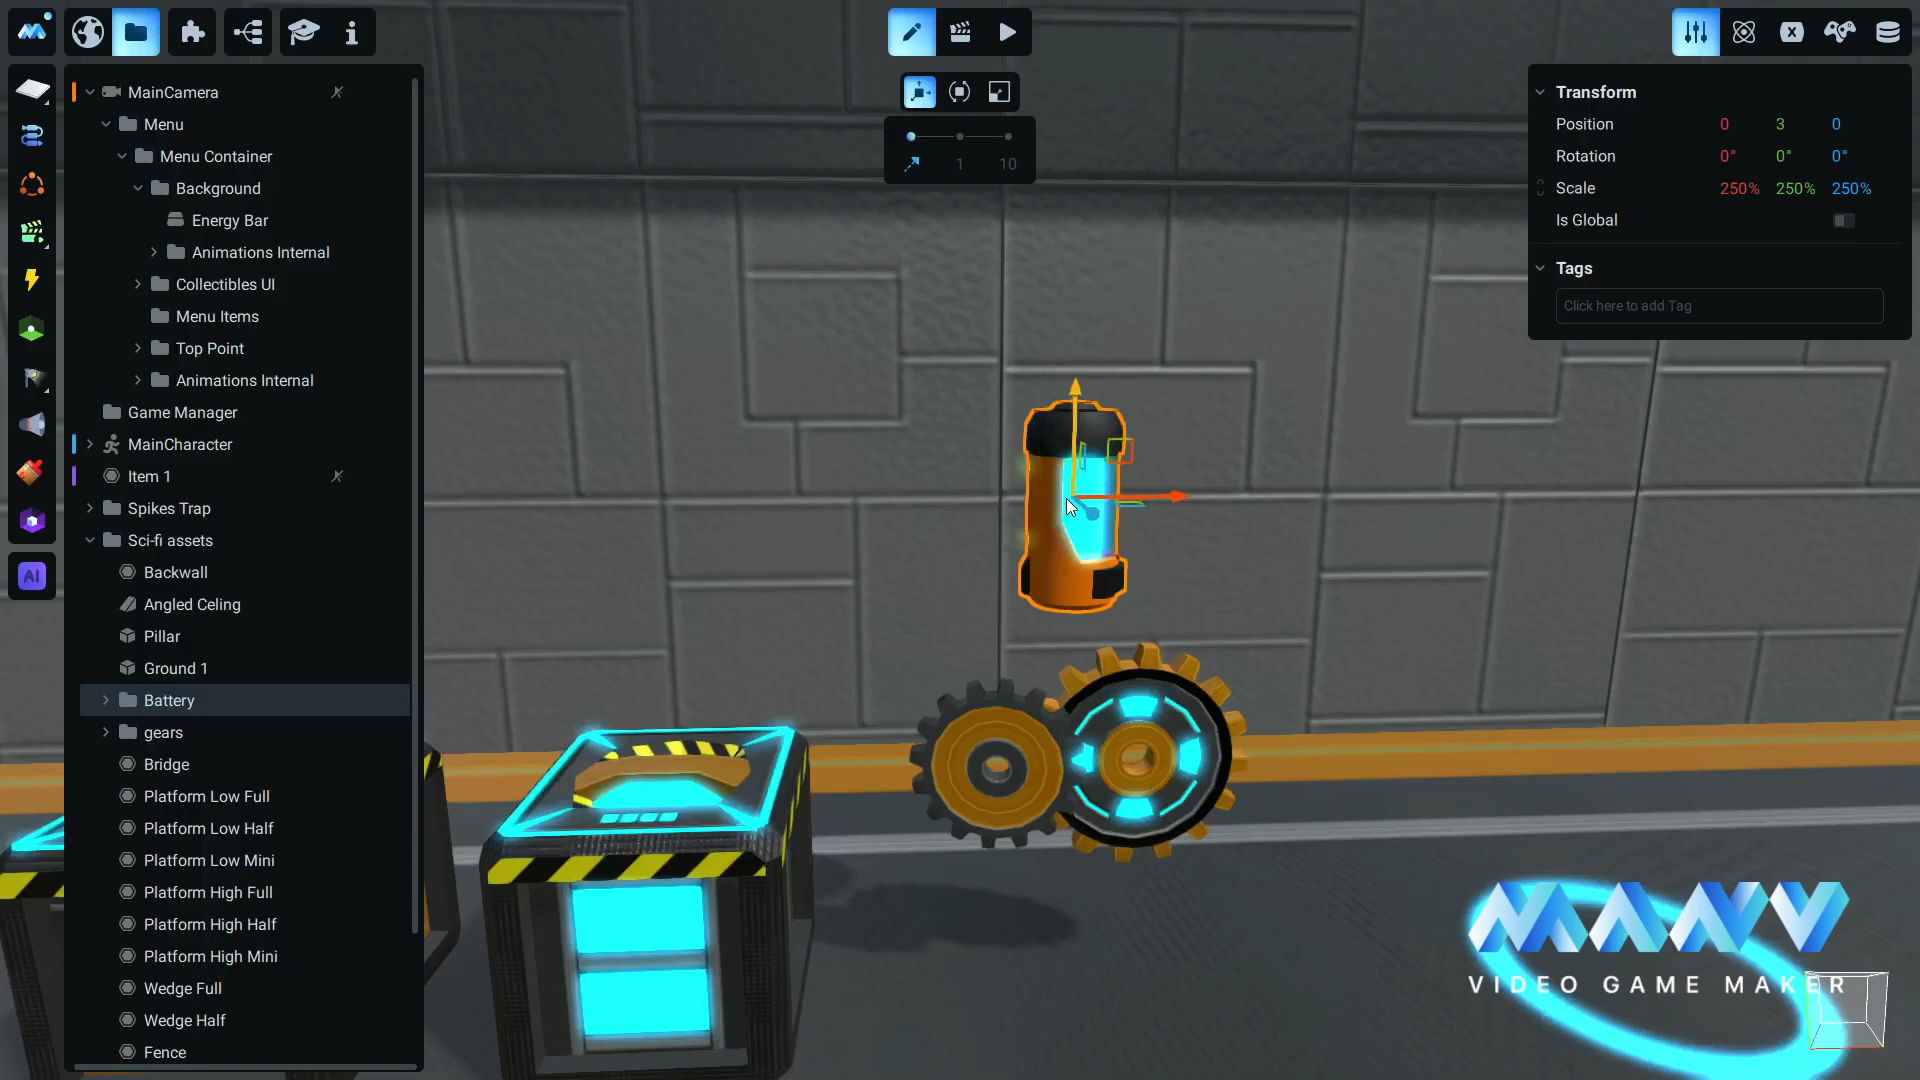 MainCamera
Menu
Menu Container
Background
Energy Bar
Animations Internal
Collectibles UI
Menu Items
Top Point
Animations Internal
Game Manager
MainCharacter
Item 1
Spikes Trap
Sci-fi assets
Backwall
Angled Celing
Pillar
Ground 1
Battery
gears
Bridge
Platform Low Full
Platform Low Half
Platform Low Mini
Platform High Full
Platform High Half
Platform High Mini
Wedge Full
Wedge Half
Fence
AI
1 10
Transform
Position 0 3 0
Rotation 0° 0° 0°
Scale 250% 250% 250%
Is Global
Tags
Click here to add Tag
MANV
VIDEO GAME MAKER